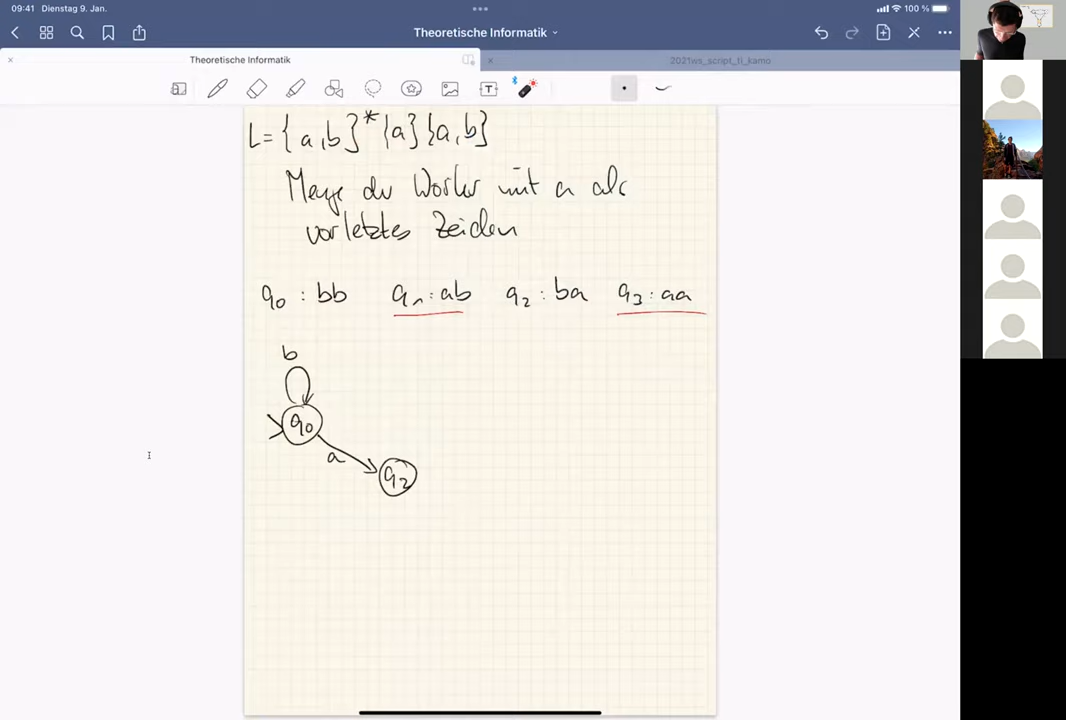 09:41 Dienstag 9. Jan.
100 %
Theoretische Informatik
Theoretische Informatik
2021ws_script_ti_kamo
L = {a,b}* {a} {a,b}
Menge der Wörter mit a als
vorletztes Zeichen
q0 : bb q1 : ab q2 : ba q3 : aa
b
q0
a
q2